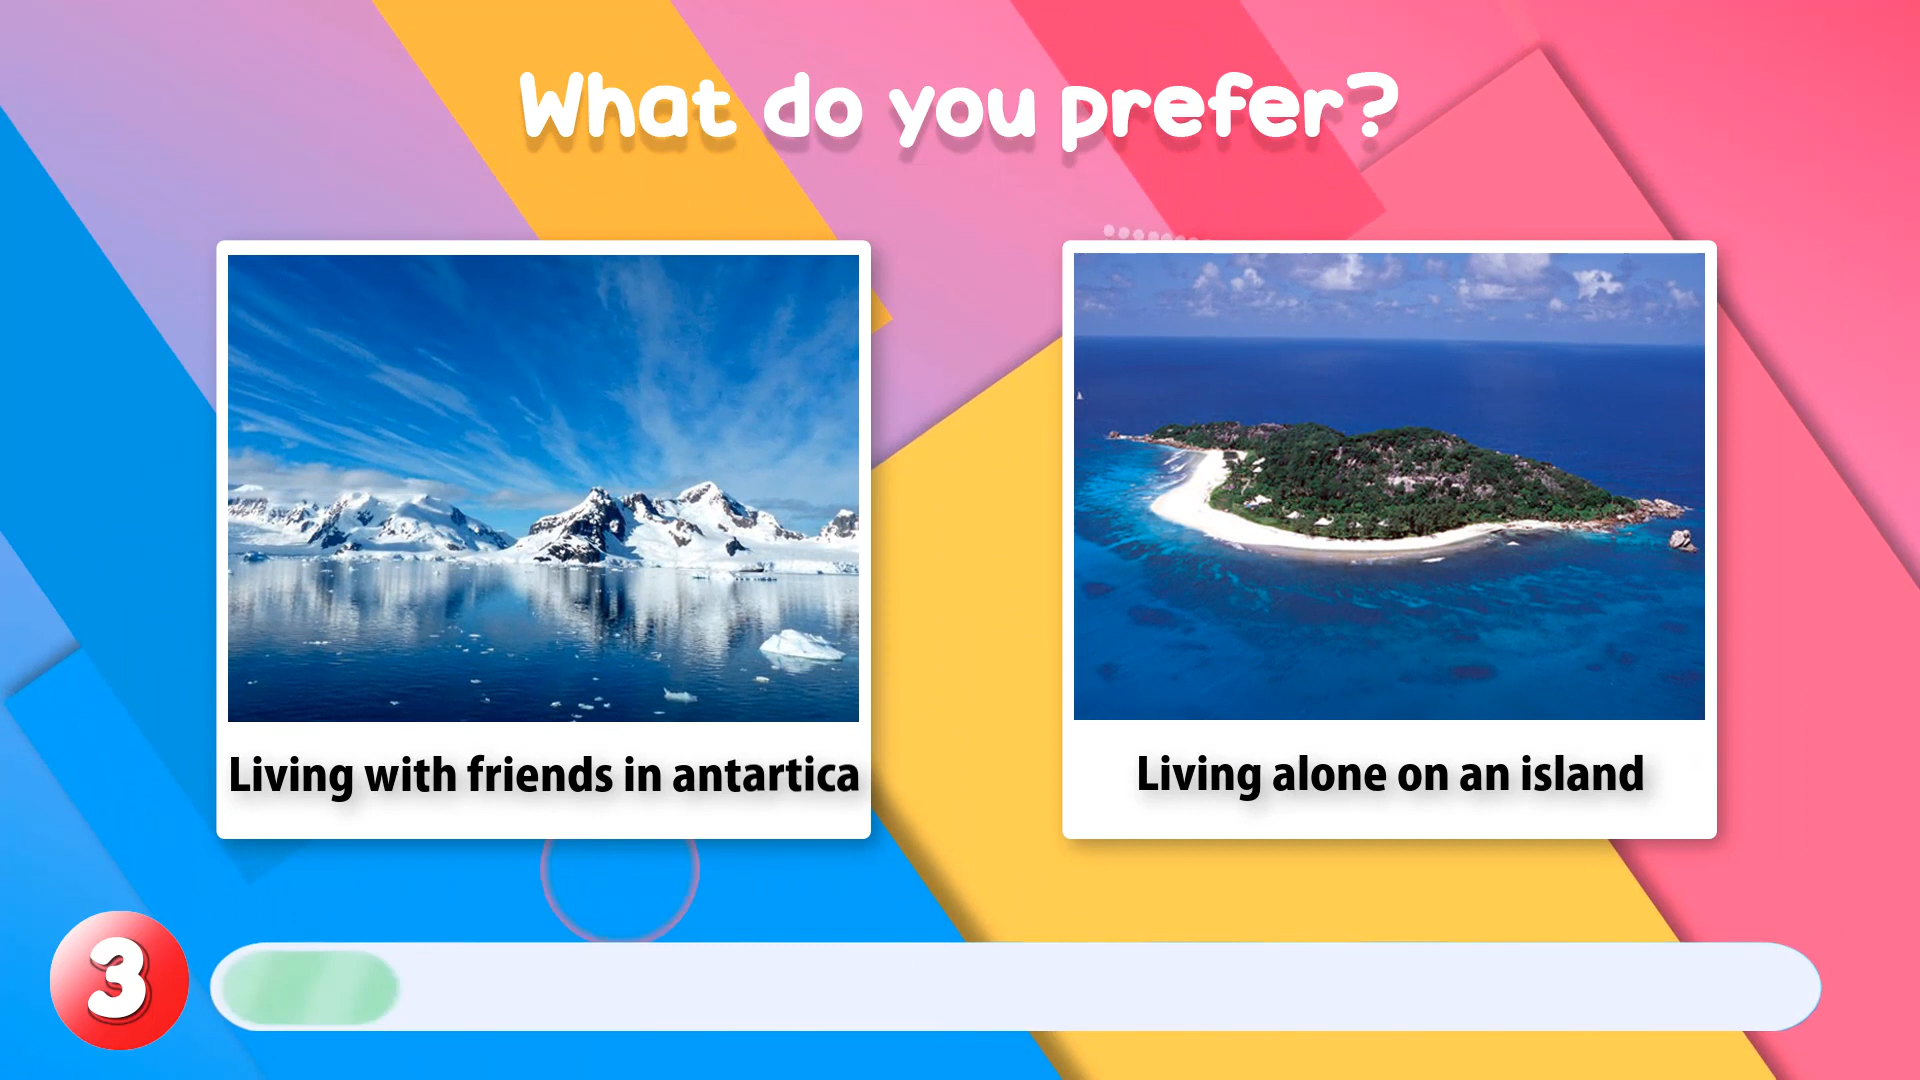 What do you prefer?
Living with friends in antartica
Living alone on an island
3